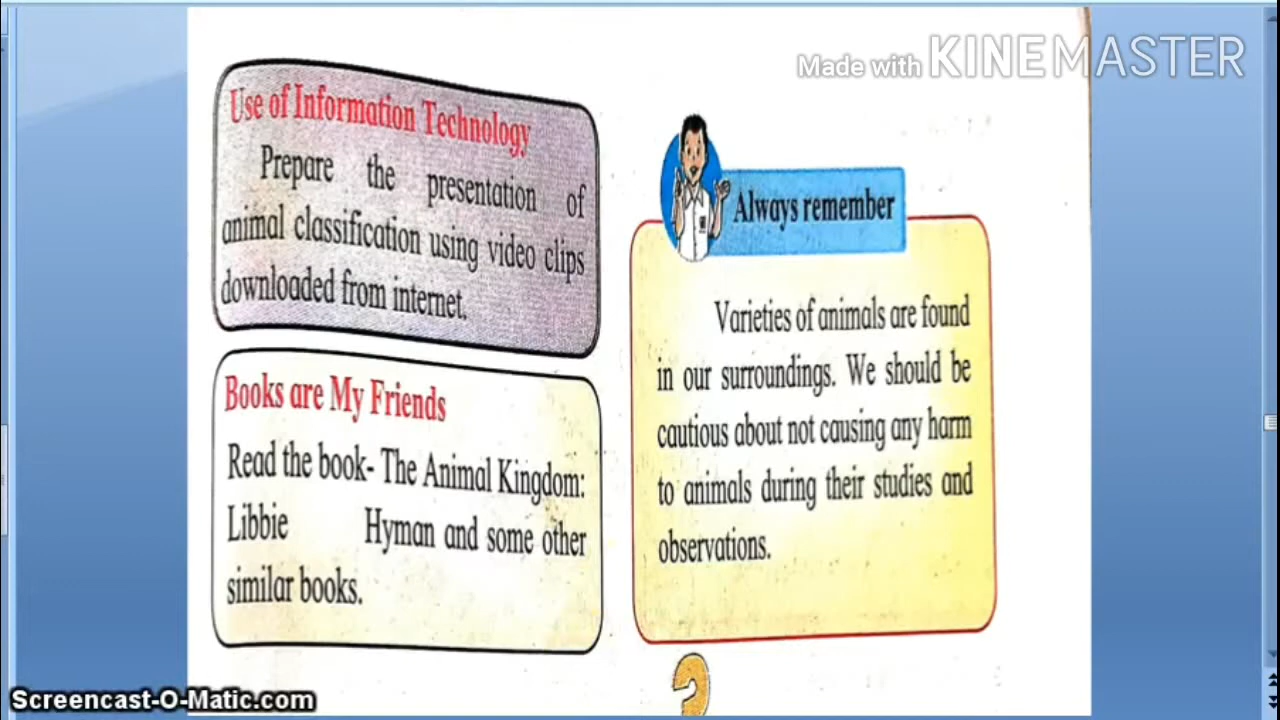 Made with KINEMASTER
Use of Information Technology
Prepare the presentation of
animal classification using video clips
downloaded from internet.
Books are My Friends
Read the book- The Animal Kingdom:
Libbie Hyman and some other
similar books.
Always remember
Varieties of animals are found
in our surroundings. We should be
cautious about not causing any harm
to animals during their studies and
observations.
Screencast-O-Matic.com